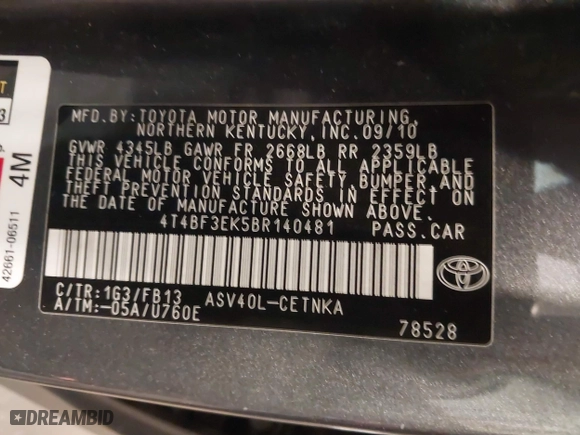 MFD.BY:TOYOTA MOTOR MANUFACTURING,
NORTHERN KENTUCKY,INC.09/10
GVWR 4345LB GAWR FR 2668LB RR 2359LB
THIS VEHICLE CONFORMS TO ALL APPLICABLE
FEDERAL MOTOR VEHICLE SAFETY,BUMPER,AND
THEFT PREVENTION STANDARDS IN EFFECT ON
THE DATE OF MANUFACTURE SHOWN ABOVE.
4T4BF3EK5BR140481 PASS.CAR
C/TR:1G3/FB13 ASV40L-CETNKA
A/TM:-05A/U760E
78528
4M
42661-06511
DREAMBID